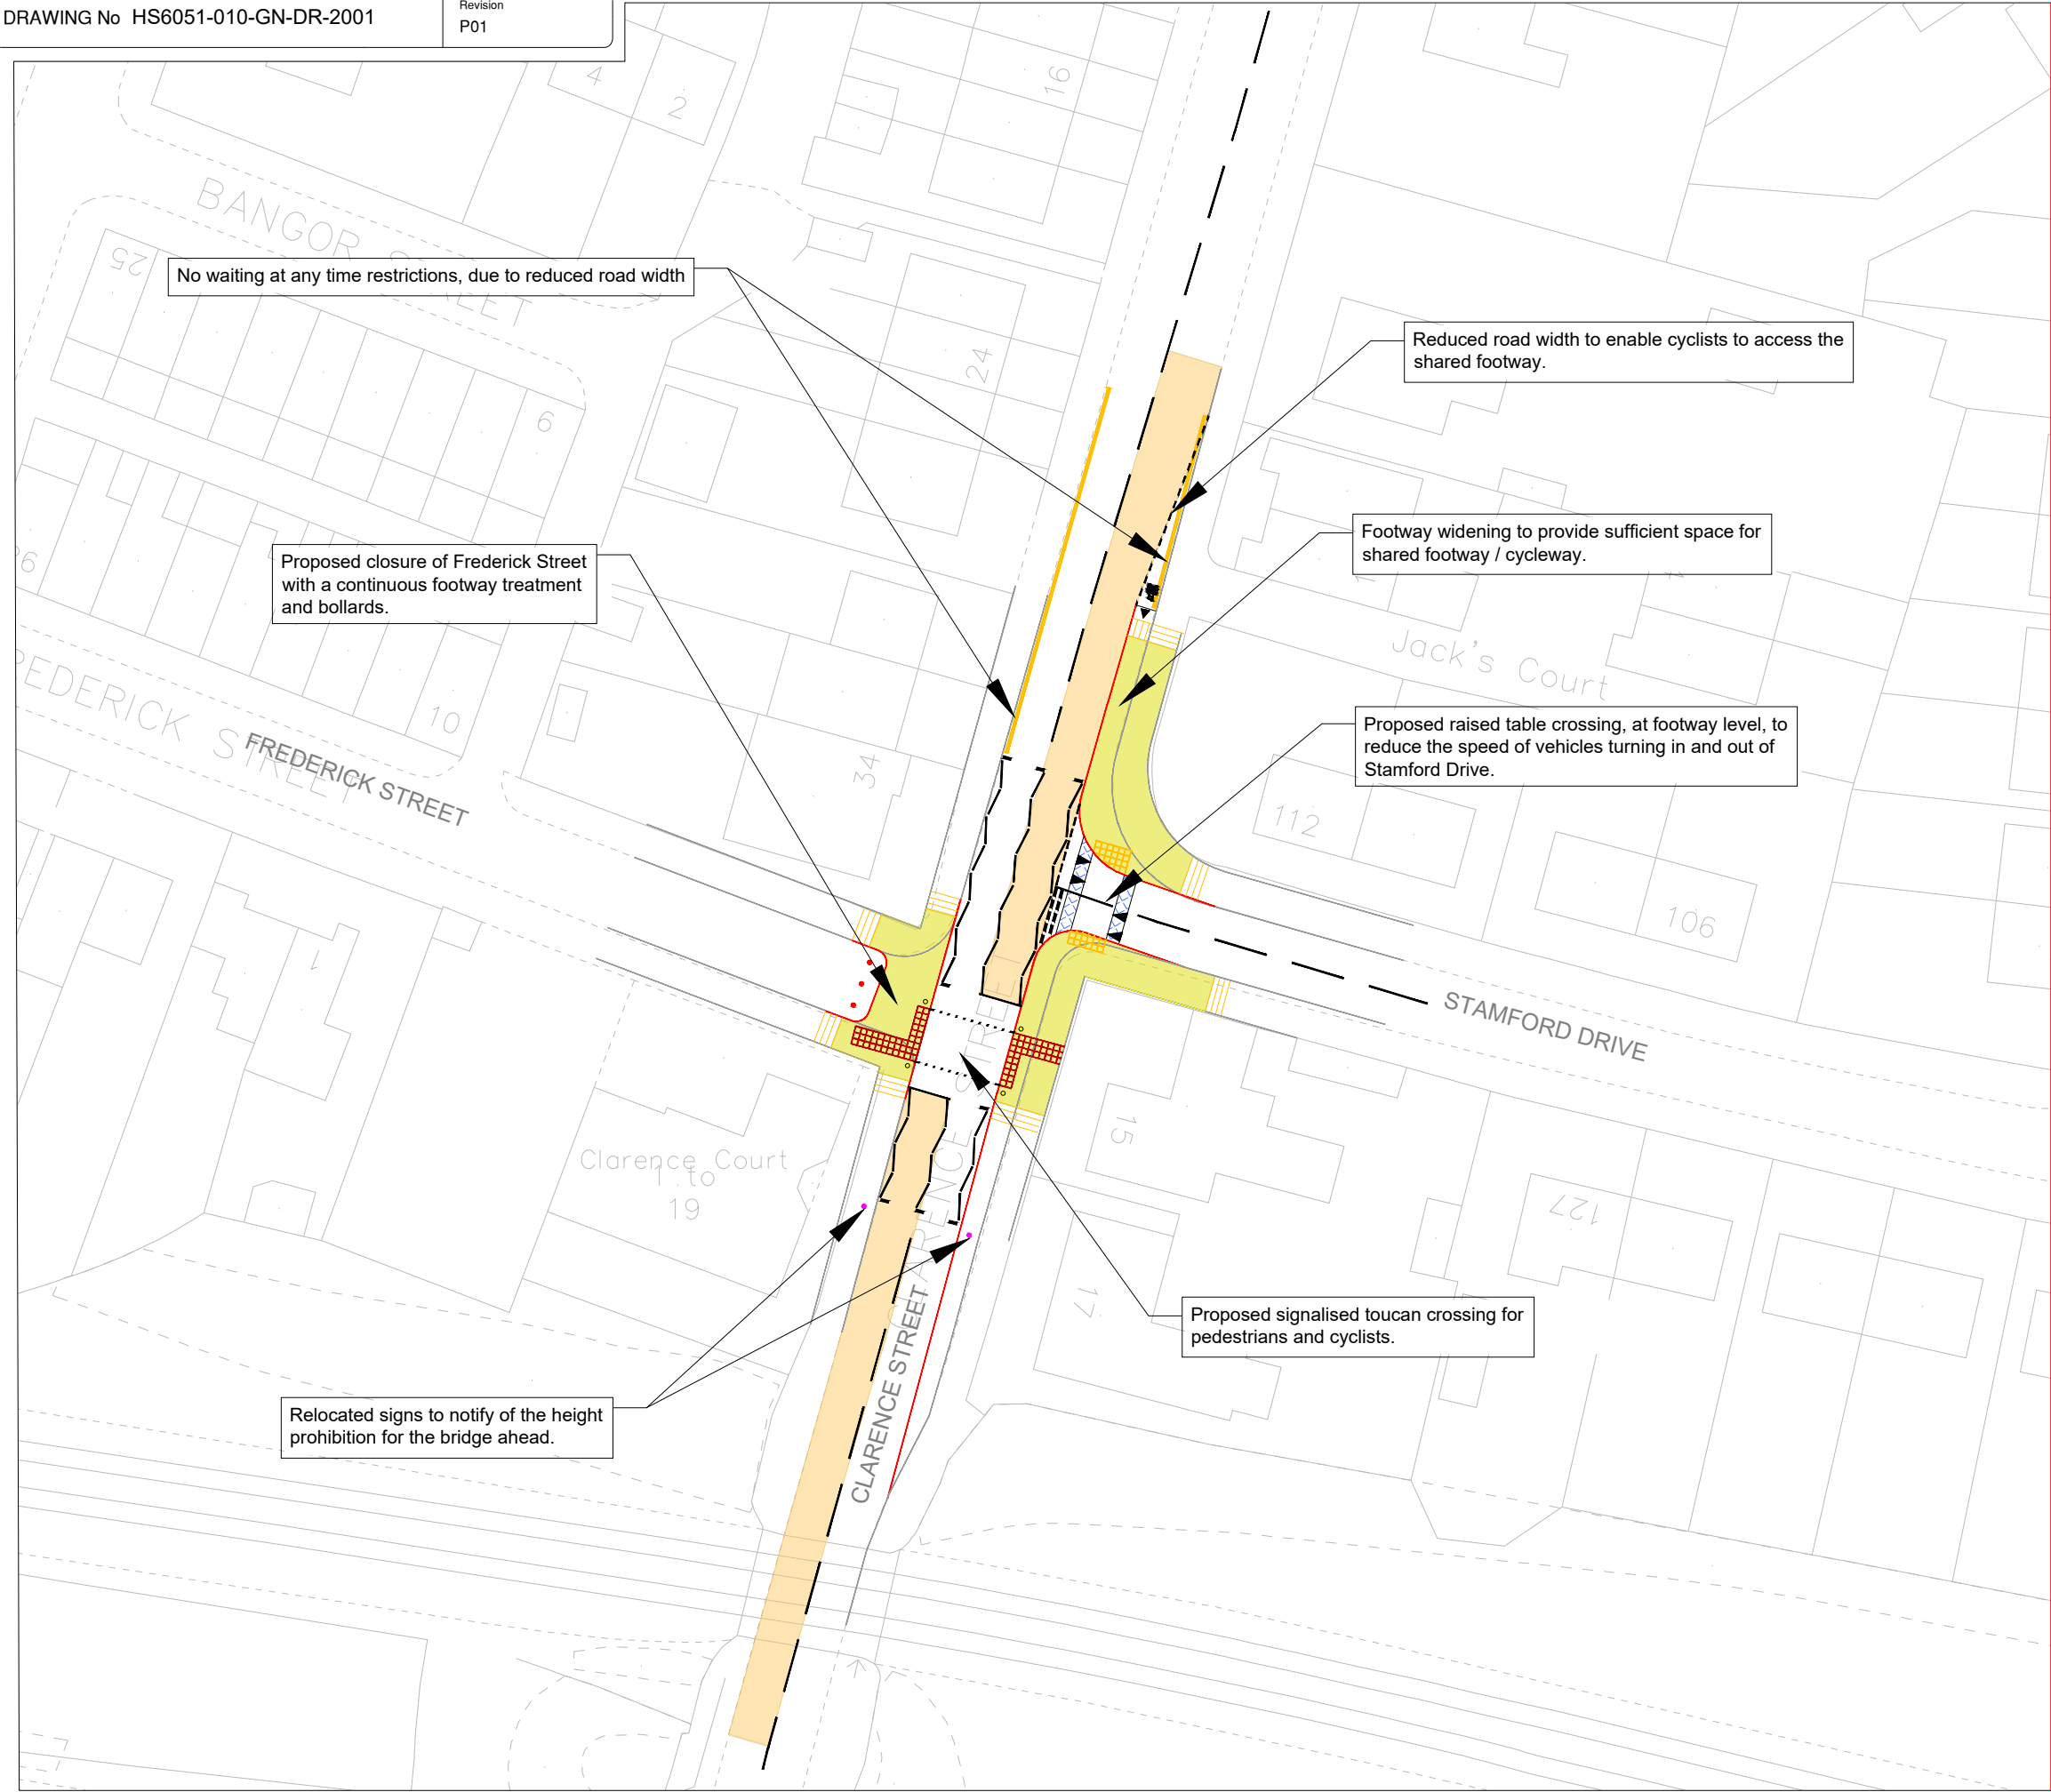 DRAWING No HS6051-010-GN-DR-2001
Revision
P01
4
2
16
BANGOR STREET
25
No waiting at any time restrictions, due to reduced road width
Reduced road width to enable cyclists to access the
shared footway.
24
6
Footway widening to provide sufficient space for
shared footway / cycleway.
Proposed closure of Frederick Street
with a continuous footway treatment
and bollards.
Jack's Court
10
FREDERICK STREET
Proposed raised table crossing, at footway level, to
reduce the speed of vehicles turning in and out of
Stamford Drive.
34
112
106
1
STAMFORD DRIVE
CLARENCE STREET
15
Clarence Court
1 to
19
127
17
Proposed signalised toucan crossing for
pedestrians and cyclists.
CLARENCE STREET
Relocated signs to notify of the height
prohibition for the bridge ahead.